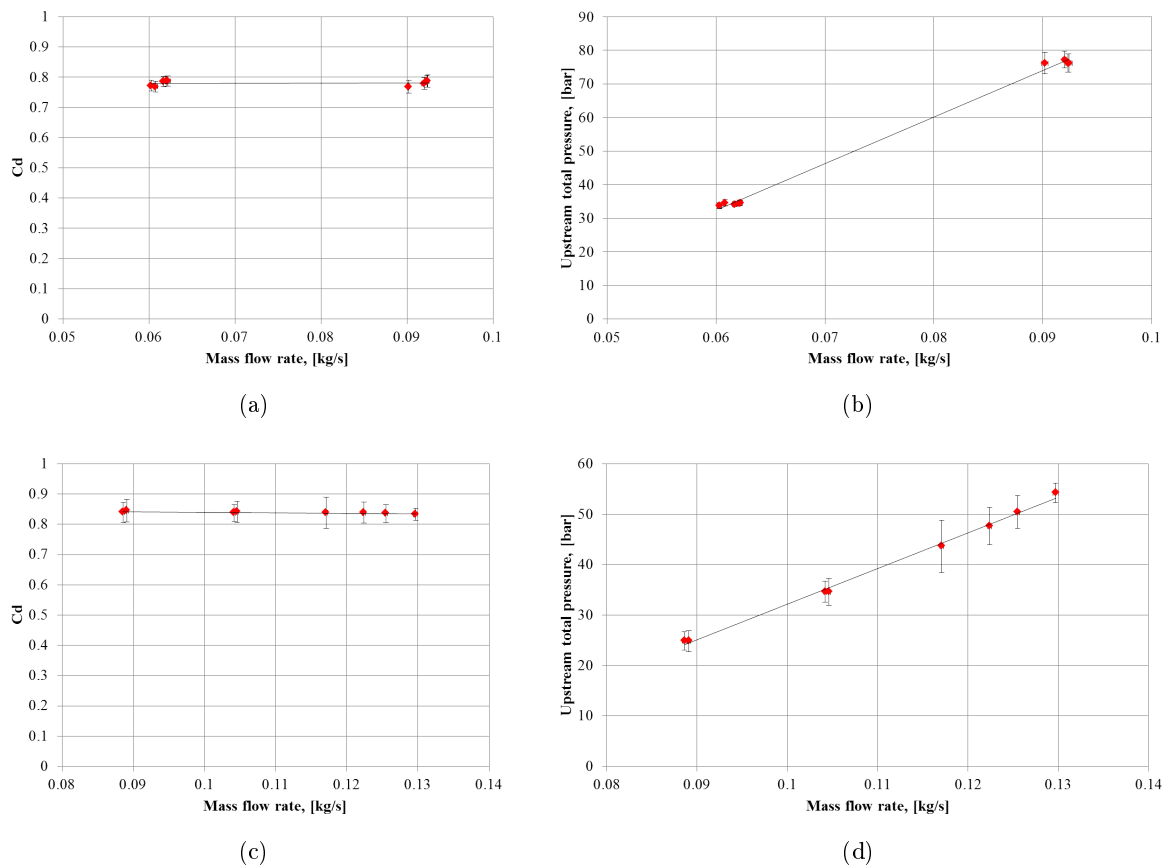 1
0.9
0.8
0.7
0.6
0.5
0.4
0.3
0.2
0.1
0
Cd
0.05 0.06 0.07 0.08 0.09 0.1
Mass flow rate, [kg/s]
(a)
90
80
70
60
50
40
30
20
10
0
Upstream total pressure, [bar]
0.05 0.06 0.07 0.08 0.09 0.1
Mass flow rate, [kg/s]
(b)
1
0.9
0.8
0.7
0.6
0.5
0.4
0.3
0.2
0.1
0
Cd
0.08 0.09 0.1 0.11 0.12 0.13 0.14
Mass flow rate, [kg/s]
(c)
60
50
40
30
20
10
0
Upstream total pressure, [bar]
0.08 0.09 0.1 0.11 0.12 0.13 0.14
Mass flow rate, [kg/s]
(d)